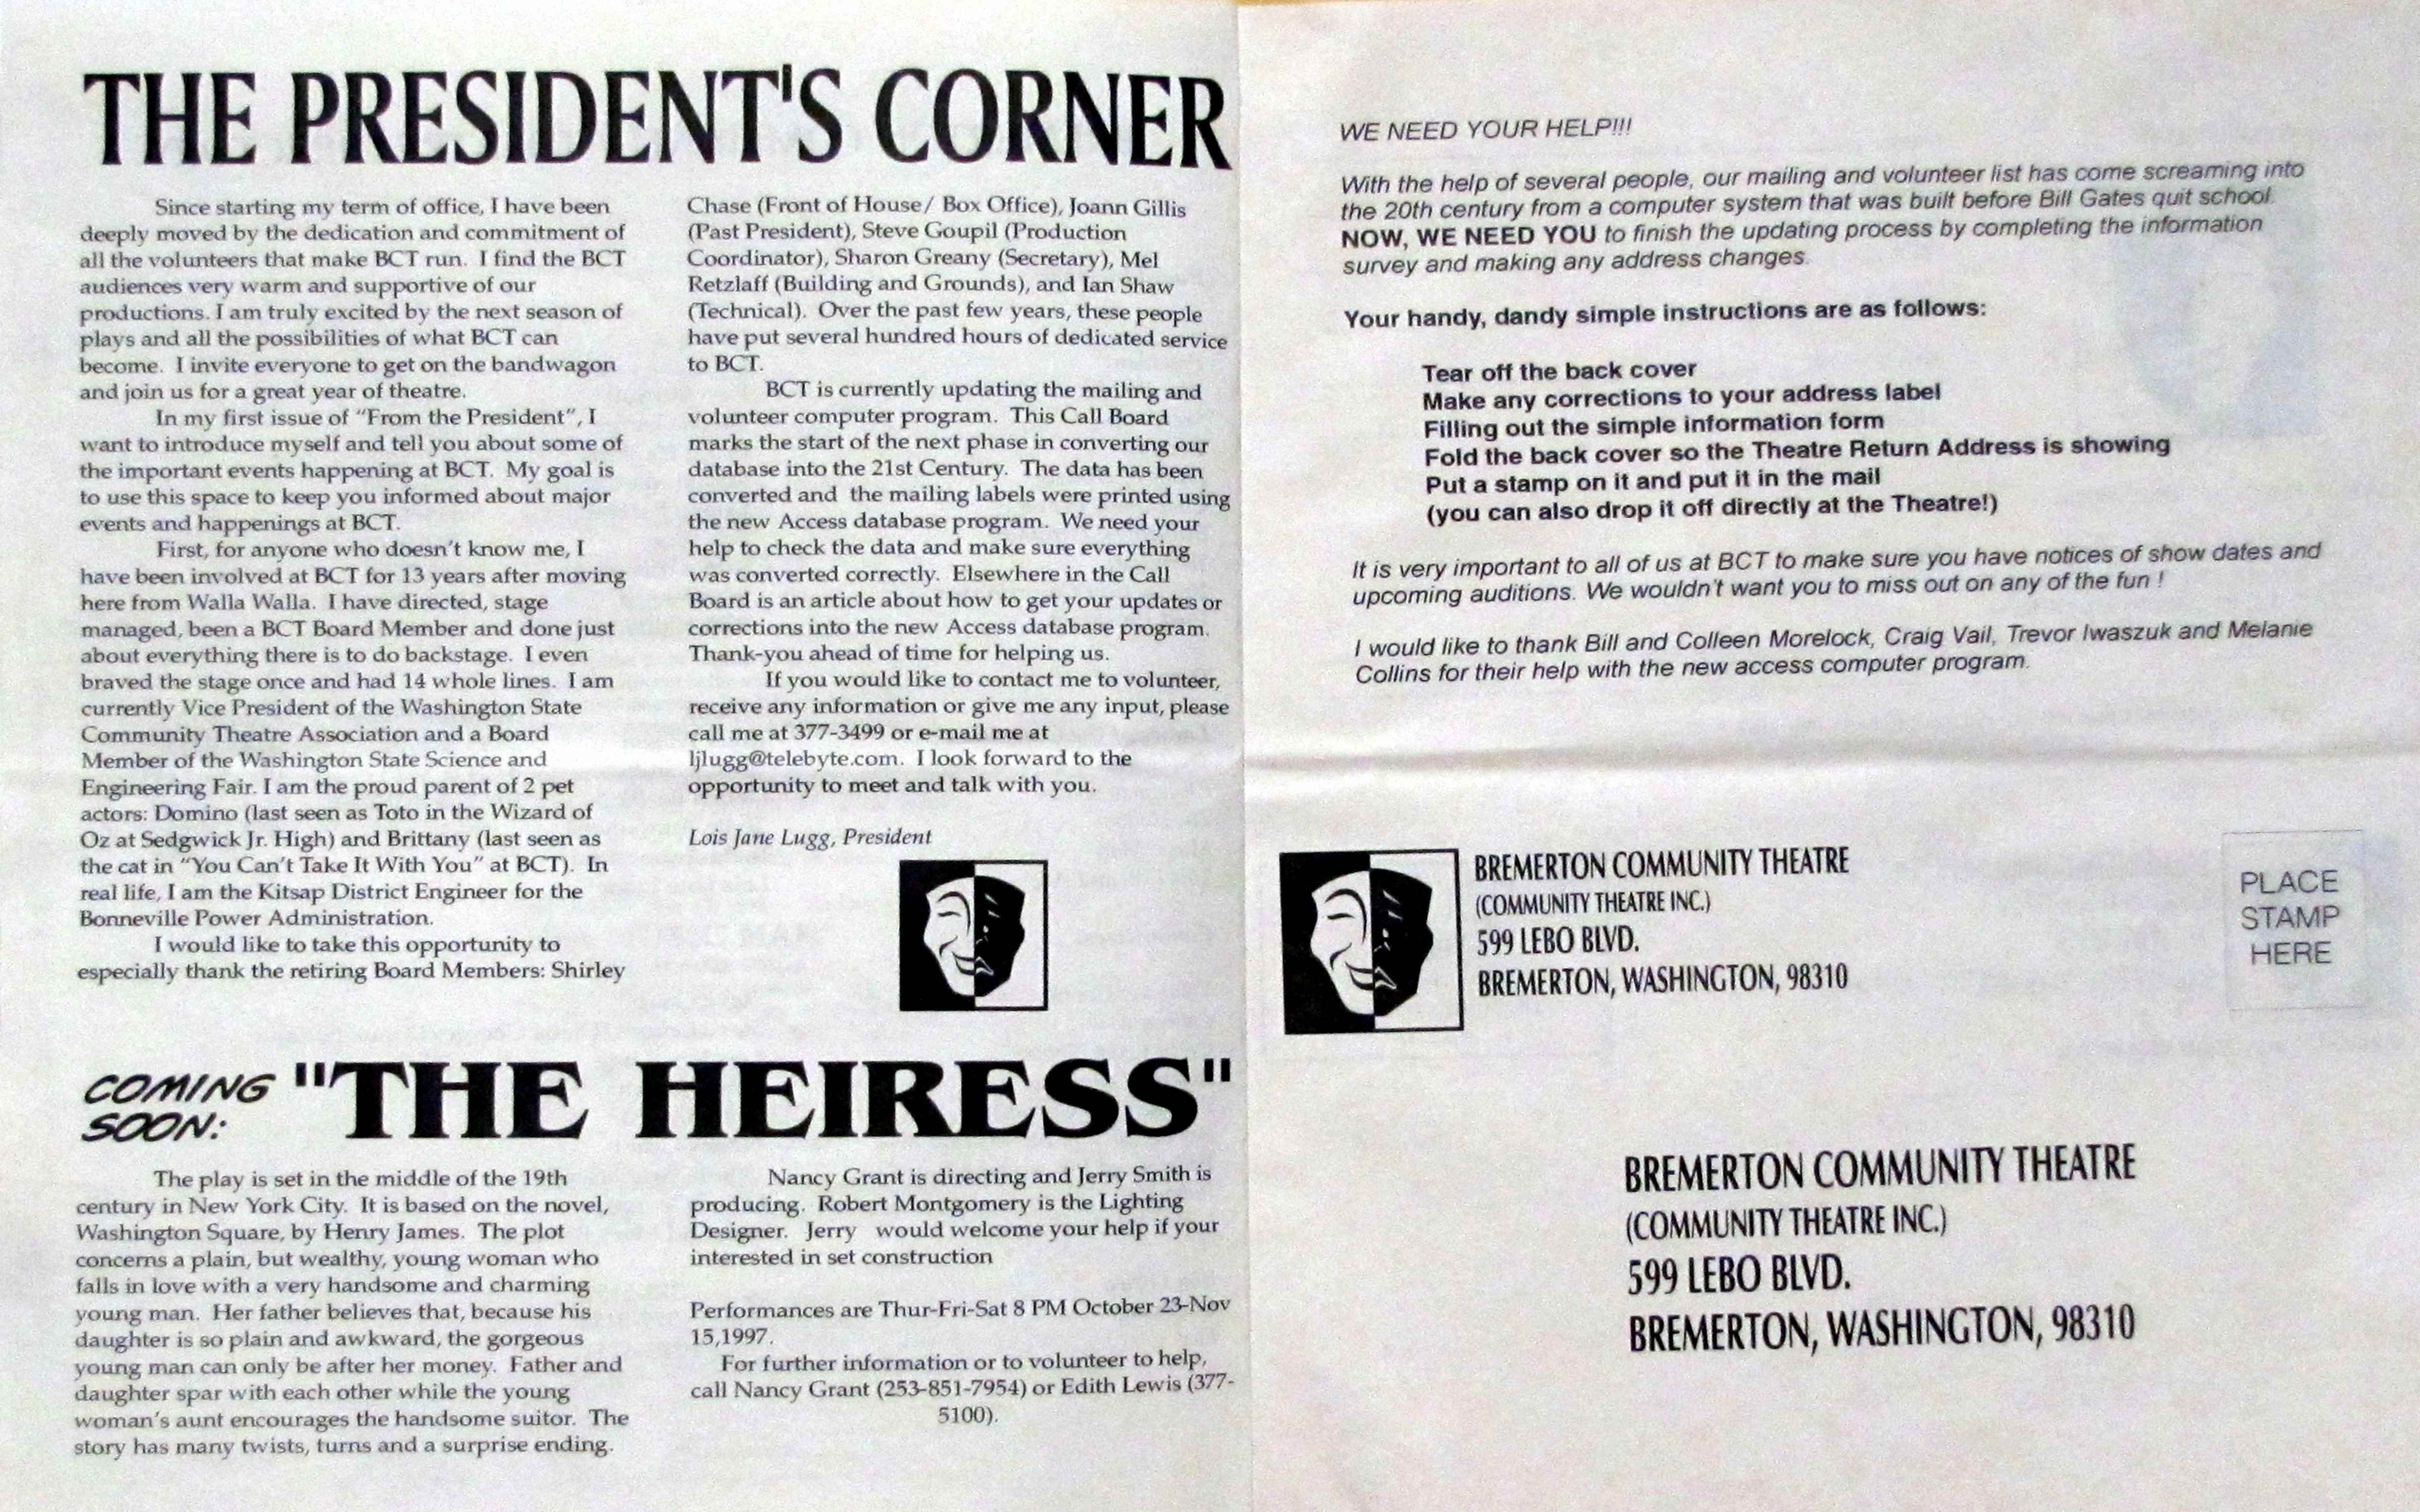 THE PRESIDENT'S CORNER
Since starting my term of office, I have been
deeply moved by the dedication and commitment of
all the volunteers that make BCT run. I find the BCT
audiences very warm and supportive of our
productions. I am truly excited by the next season of
plays and all the possibilities of what BCT can
become. I invite everyone to get on the bandwagon
and join us for a great year of theatre.
In my first issue of "From the President", I
want to introduce myself and tell you about some of
the important events happening at BCT. My goal is
to use this space to keep you informed about major
events and happenings at BCT.
First, for anyone who doesn't know me, I
have been involved at BCT for 13 years after moving
here from Walla Walla. I have directed, stage
managed, been a BCT Board Member and done just
about everything there is to do backstage. I even
braved the stage once and had 14 whole lines. I am
currently Vice President of the Washington State
Community Theatre Association and a Board
Member of the Washington State Science and
Engineering Fair. I am the proud parent of 2 pet
actors: Domino (last seen as Toto in the Wizard of
Oz at Sedgwick Jr. High) and Brittany (last seen as
the cat in "You Can't Take It With You" at BCT). In
real life, I am the Kitsap District Engineer for the
Bonneville Power Administration.
I would like to take this opportunity to
especially thank the retiring Board Members: Shirley
Chase (Front of House/ Box Office), Joann Gillis
(Past President), Steve Goupil (Production
Coordinator), Sharon Greany (Secretary), Mel
Retzlaff (Building and Grounds), and Ian Shaw
(Technical). Over the past few years, these people
have put several hundred hours of dedicated service
to BCT.
BCT is currently updating the mailing and
volunteer computer program. This Call Board
marks the start of the next phase in converting our
database into the 21st Century. The data has been
converted and the mailing labels were printed using
the new Access database program. We need your
help to check the data and make sure everything
was converted correctly. Elsewhere in the Call
Board is an article about how to get your updates or
corrections into the new Access database program.
Thank-you ahead of time for helping us.
If you would like to contact me to volunteer,
receive any information or give me any input, please
call me at 377-3499 or e-mail me at
ljlugg@telebyte.com. I look forward to the
opportunity to meet and talk with you.
Lois Jane Lugg, President
COMING
SOON:
"THE HEIRESS"
The play is set in the middle of the 19th
century in New York City. It is based on the novel,
Washington Square, by Henry James. The plot
concerns a plain, but wealthy, young woman who
falls in love with a very handsome and charming
young man. Her father believes that, because his
daughter is so plain and awkward, the gorgeous
young man can only be after her money. Father and
daughter spar with each other while the young
woman's aunt encourages the handsome suitor. The
story has many twists, turns and a surprise ending.
Nancy Grant is directing and Jerry Smith is
producing. Robert Montgomery is the Lighting
Designer. Jerry would welcome your help if your
interested in set construction
Performances are Thur-Fri-Sat 8 PM October 23-Nov
15,1997.
For further information or to volunteer to help,
call Nancy Grant (253-851-7954) or Edith Lewis (377-
5100).
WE NEED YOUR HELP!!!
With the help of several people, our mailing and volunteer list has come screaming into
the 20th century from a computer system that was built before Bill Gates quit school.
NOW, WE NEED YOU to finish the updating process by completing the information
survey and making any address changes.
Your handy, dandy simple instructions are as follows:
Tear off the back cover
Make any corrections to your address label
Filling out the simple information form
Fold the back cover so the Theatre Return Address is showing
Put a stamp on it and put it in the mail
(you can also drop it off directly at the Theatre!)
It is very important to all of us at BCT to make sure you have notices of show dates and
upcoming auditions. We wouldn't want you to miss out on any of the fun !
I would like to thank Bill and Colleen Morelock, Craig Vail, Trevor Iwaszuk and Melanie
Collins for their help with the new access computer program.
BREMERTON COMMUNITY THEATRE
(COMMUNITY THEATRE INC.)
599 LEBO BLVD.
BREMERTON, WASHINGTON, 98310
PLACE
STAMP
HERE
BREMERTON COMMUNITY THEATRE
(COMMUNITY THEATRE INC.)
599 LEBO BLVD.
BREMERTON, WASHINGTON, 98310